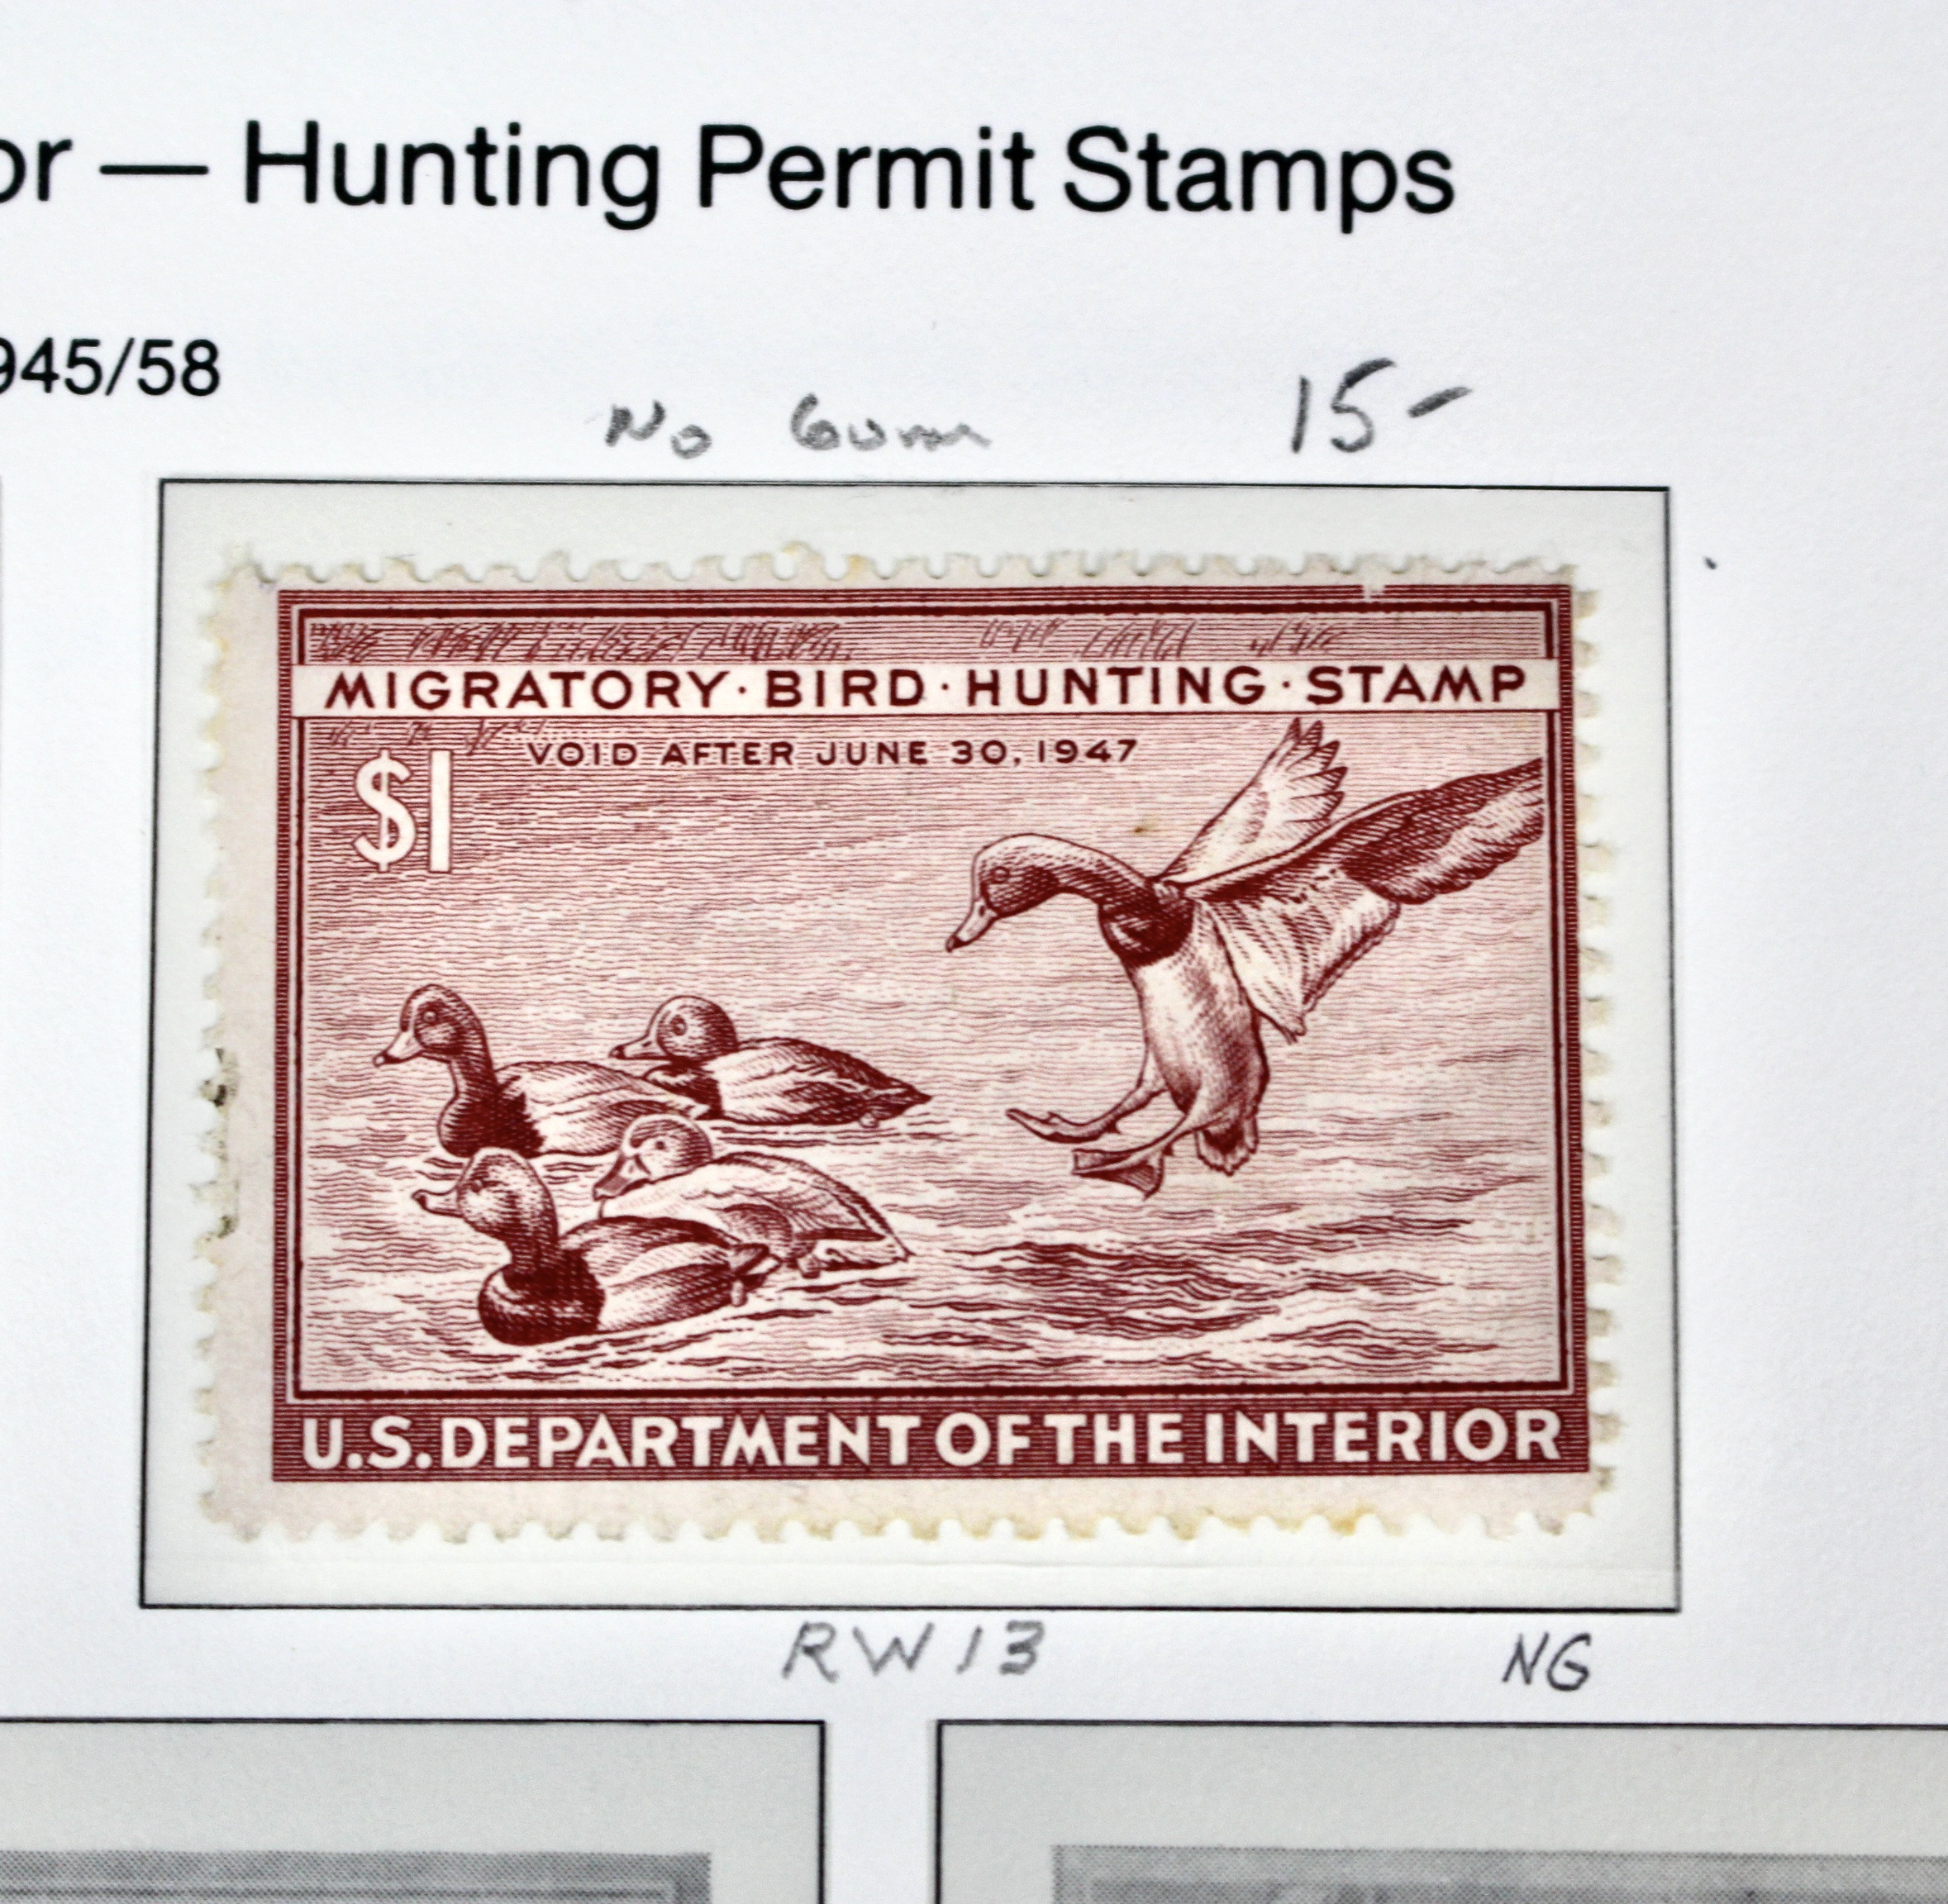 or — Hunting Permit Stamps
945/58
No Gum 15-
MIGRATORY·BIRD·HUNTING·STAMP
VOID AFTER JUNE 30, 1947
$1
U.S. DEPARTMENT OF THE INTERIOR
RW13 NG